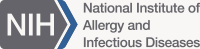 NIH
National Institute of
Allergy and
Infectious Diseases